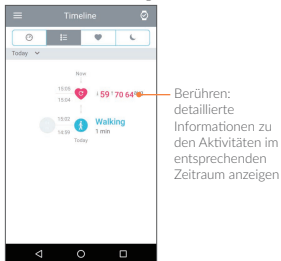 Timeline
Today
Now
15:05
15:04
↓59 ↑70 64
15:02
14:59
Walking
1 min
Today
Berühren:
detaillierte
Informationen zu
den Aktivitäten im
entsprechenden
Zeitraum anzeigen